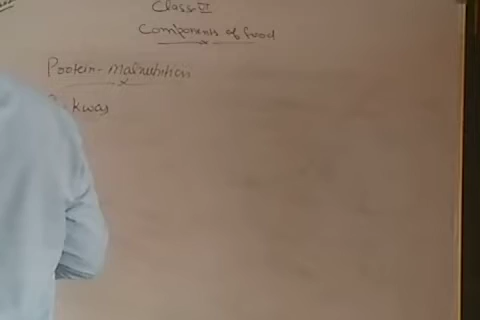 Class-VI
Components of food
Protein-Malnutrition
kwas